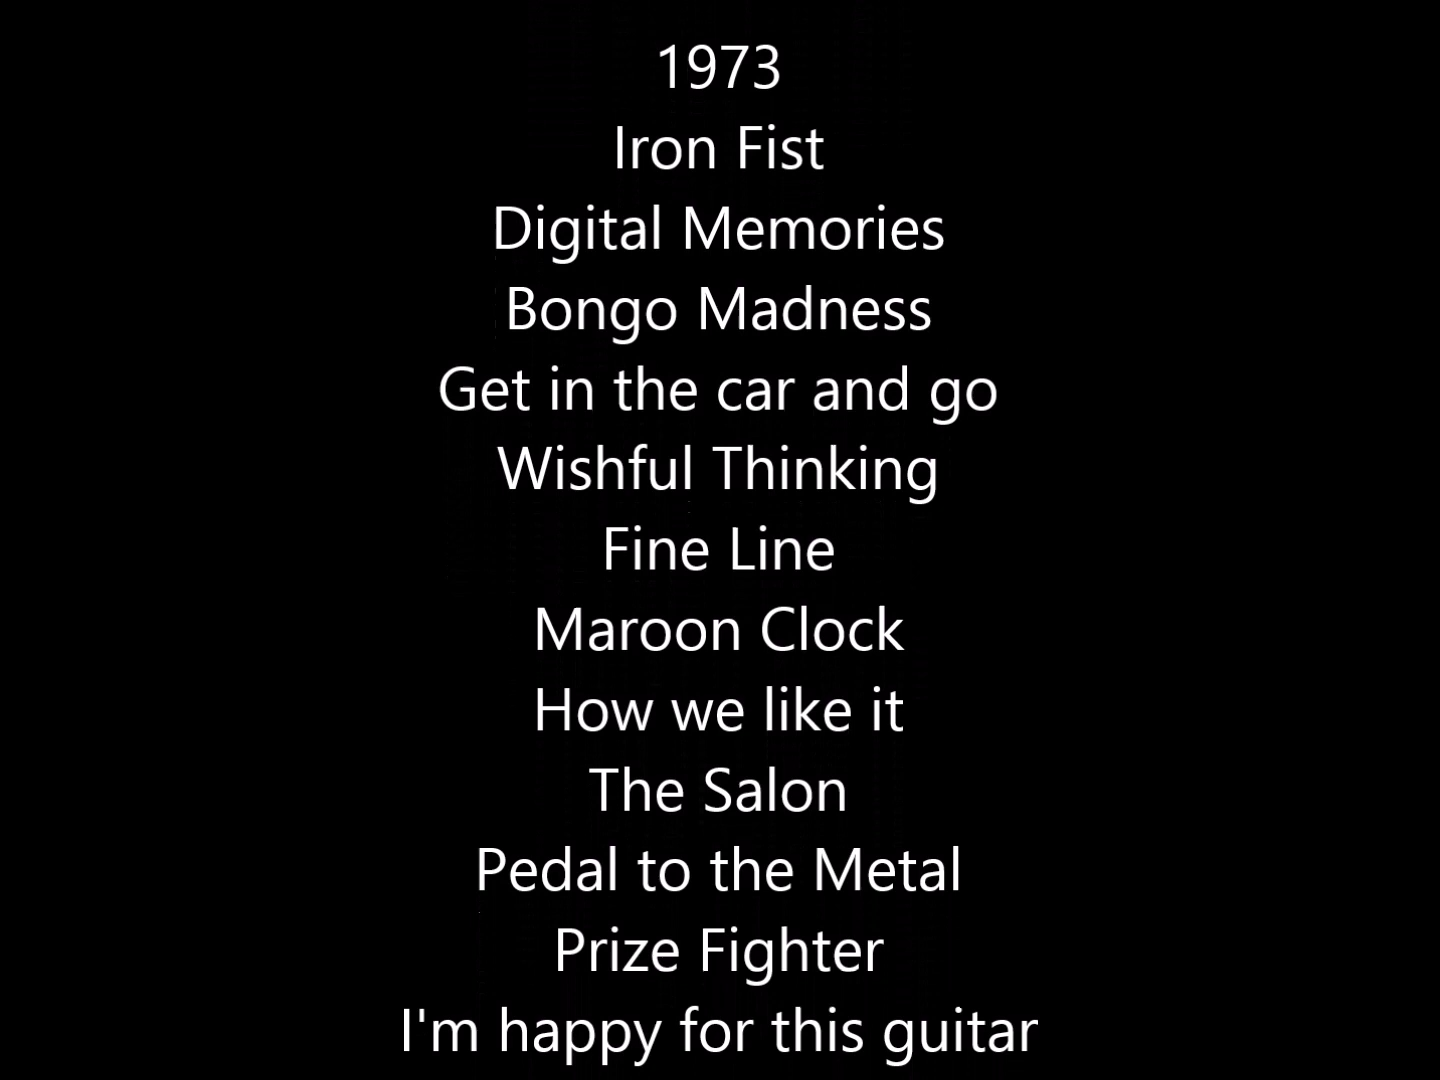 1973
Iron Fist
Digital Memories
Bongo Madness
Get in the car and go
Wishful Thinking
Fine Line
Maroon Clock
How we like it
The Salon
Pedal to the Metal
Prize Fighter
I'm happy for this guitar